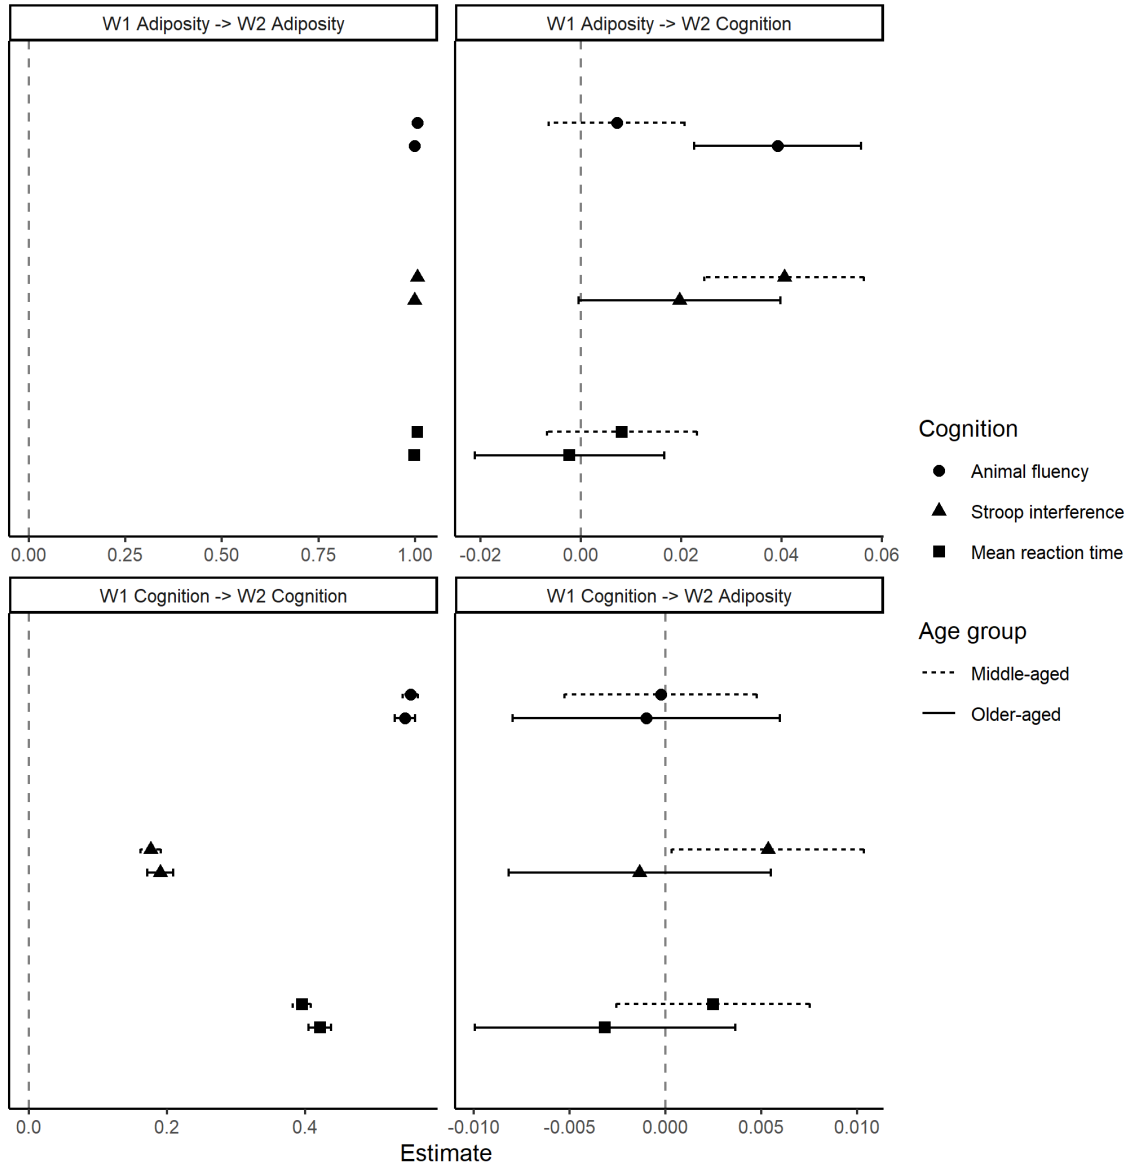 W1 Adiposity -> W2 Adiposity
W1 Adiposity -> W2 Cognition
0.00 0.25 0.50 0.75 1.00
-0.02 0.00 0.02 0.04 0.06
W1 Cognition -> W2 Cognition
W1 Cognition -> W2 Adiposity
0.0 0.2 0.4
-0.010 -0.005 0.000 0.005 0.010
Estimate
Cognition
Animal fluency
Stroop interference
Mean reaction time
Age group
Middle-aged
Older-aged